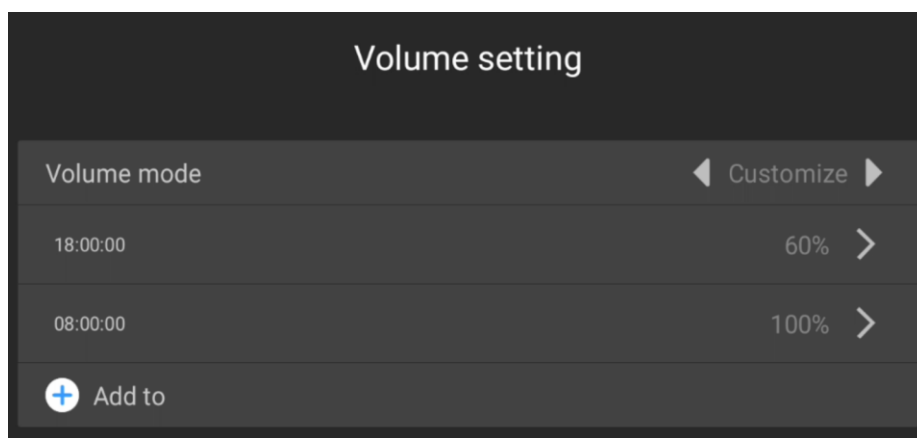 Volume setting
Volume mode Customize
18:00:00 60%
08:00:00 100%
Add to